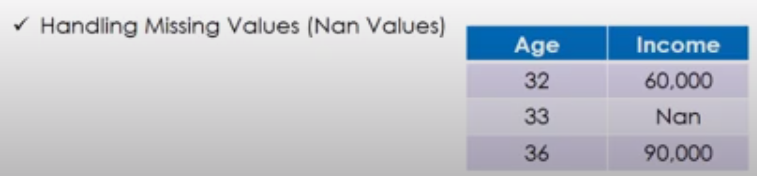 ✓ Handling Missing Values (Nan Values)
Age Income
32 60,000
33 Nan
36 90,000